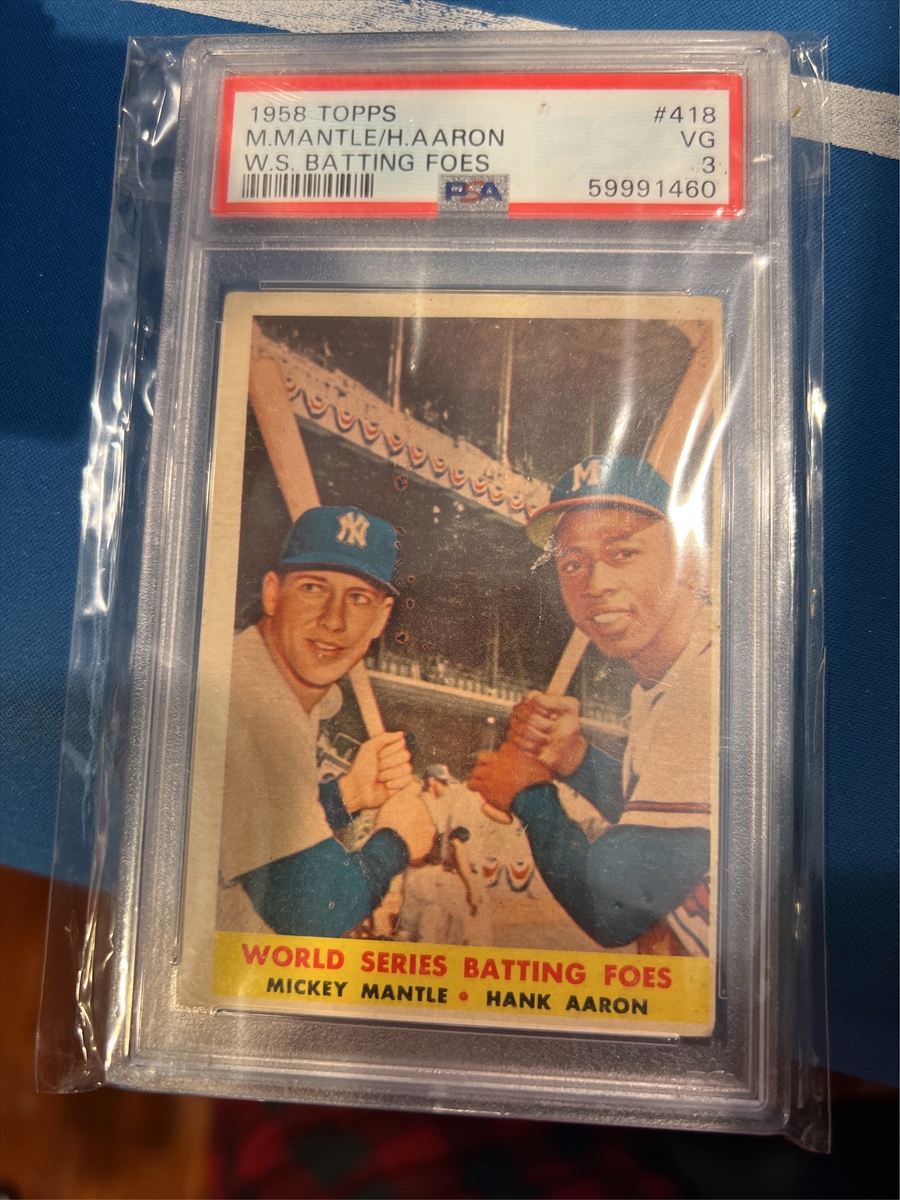 1958 TOPPS #418
M.MANTLE/H.AARON VG
W.S. BATTING FOES 3
PSA 59991460
NY
M
WORLD SERIES BATTING FOES
MICKEY MANTLE • HANK AARON